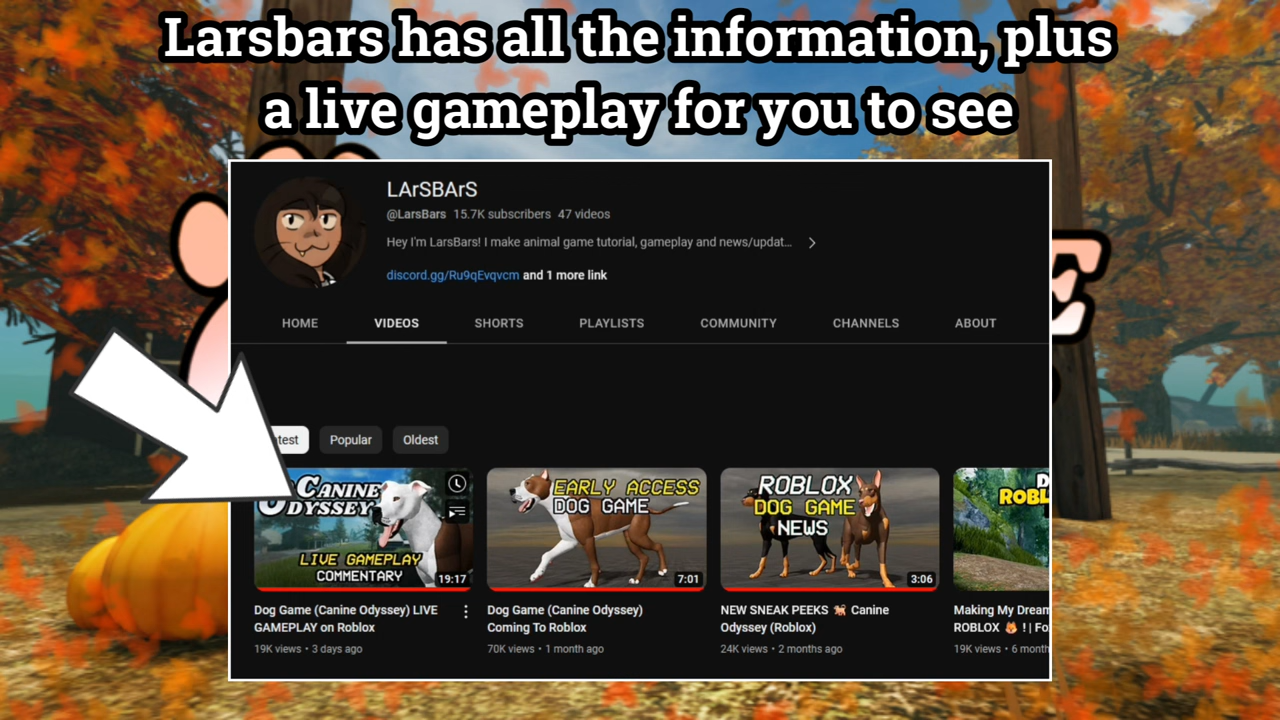 Larsbars has all the information, plus
a live gameplay for you to see
LArSBArS
@LarsBars 15.7K subscribers 47 videos
Hey I'm LarsBars! I make animal game tutorial, gameplay and news/updat...
discord.gg/Ru9qEvqvcm and 1 more link
HOME VIDEOS SHORTS PLAYLISTS COMMUNITY CHANNELS ABOUT
Popular Oldest
CANINE
ODYSSEY
LIVE GAMEPLAY
COMMENTARY
19:17
EARLY ACCESS
DOG GAME
7:01
ROBLOX
DOG GAME
NEWS
3:06
Dog Game (Canine Odyssey) LIVE
GAMEPLAY on Roblox
19K views • 3 days ago
Dog Game (Canine Odyssey)
Coming To Roblox
70K views • 1 month ago
NEW SNEAK PEEKS 🐕 Canine
Odyssey (Roblox)
24K views • 2 months ago
Making My Dream
ROBLOX 🦊 ! | Fo
19K views • 6 month